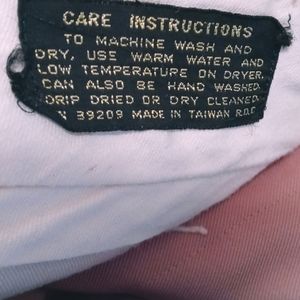 CARE INSTRUCTIONS
TO MACHINE WASH AND
DRY, USE WARM WATER AND
LOW TEMPERATURE ON DRYER.
CAN ALSO BE HAND WASHED
DRIP DRIED OR DRY CLEANED
39209 MADE IN TAIWAN R.O.C